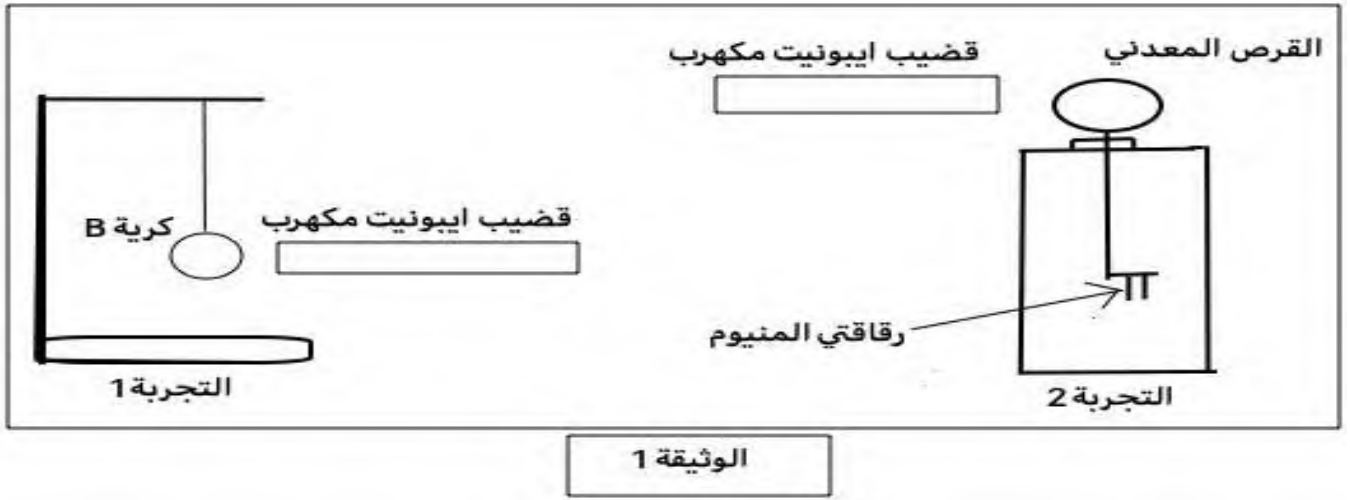 القرص المعدني
قضيب ايبونيت مكهرب
كرية B
قضيب ايبونيت مكهرب
رقاقتي المنيوم
التجربة 1
التجربة 2
الوثيقة 1